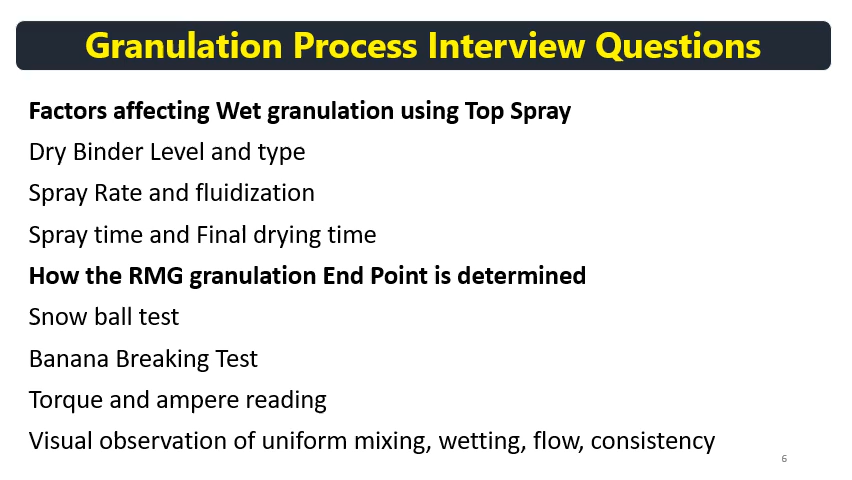 Granulation Process Interview Questions
Factors affecting Wet granulation using Top Spray
Dry Binder Level and type
Spray Rate and fluidization
Spray time and Final drying time
How the RMG granulation End Point is determined
Snow ball test
Banana Breaking Test
Torque and ampere reading
Visual observation of uniform mixing, wetting, flow, consistency
6